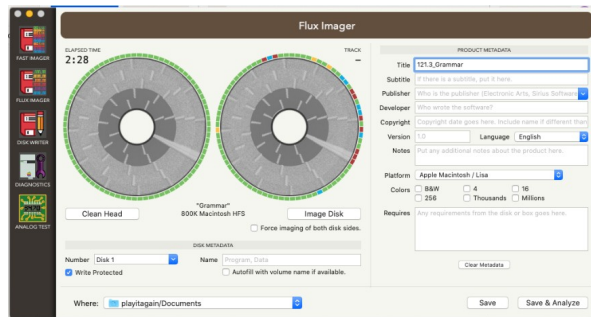 Flux Imager
FAST IMAGER
FLUX IMAGER
DISK WRITER
DIAGNOSTICS
ANALOG TEST
ELAPSED TIME
2:28
TRACK
–
Clean Head
"Grammar"
800K Macintosh HFS
Image Disk
Force imaging of both disk sides.
DISK METADATA
Number Disk 1
Name Program, Data
Write Protected
Autofill with volume name if available.
PRODUCT METADATA
Title 121.3_Grammar
Subtitle If there is a subtitle, put it here.
Publisher Who is the publisher (Electronic Arts, Sirius Software
Developer Who wrote the software?
Copyright Copyright date goes here. Include name if different than
Version 1.0 Language English
Notes Put any additional notes about the product here.
Platform Apple Macintosh / Lisa
Colors B&W 4 16
256 Thousands Millions
Requires Any requirements from the disk or box goes here.
Clear Metadata
Where: playitagain/Documents
Save
Save & Analyze